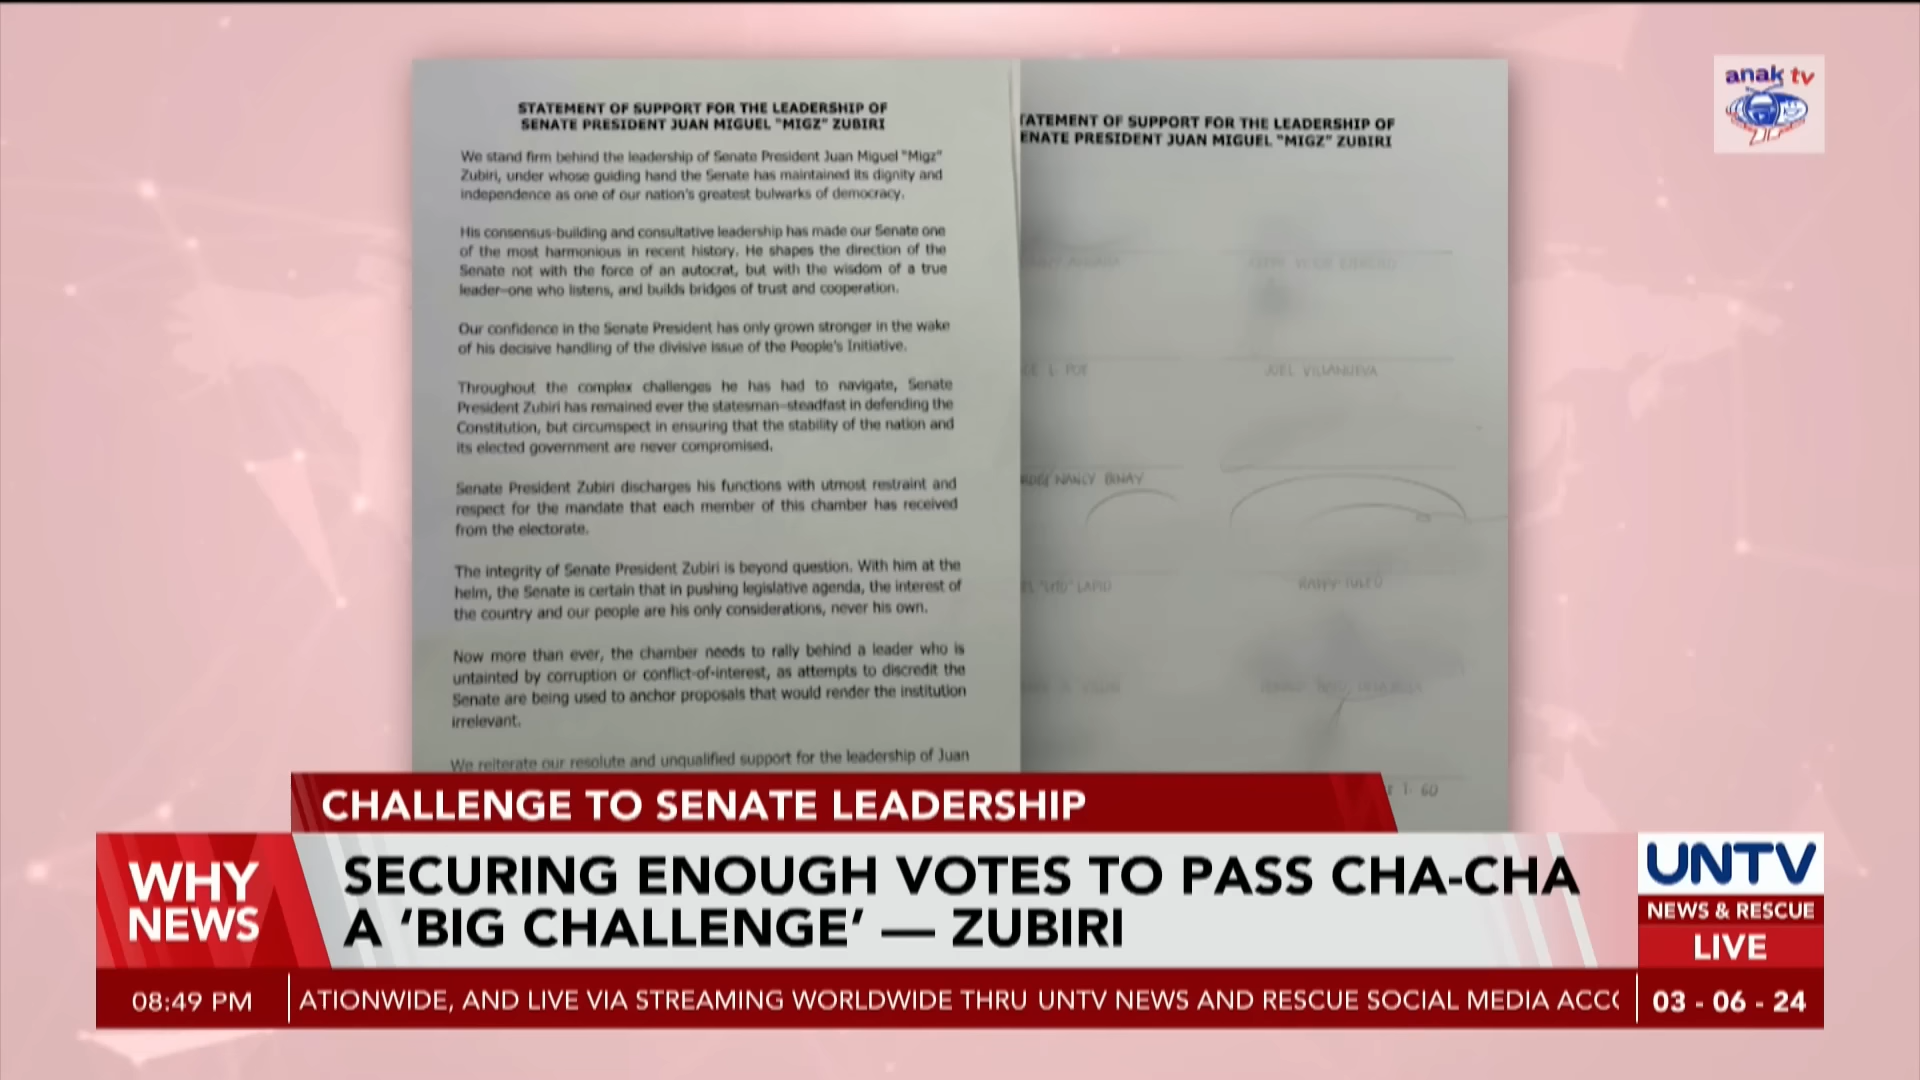 anak tv
STATEMENT OF SUPPORT FOR THE LEADERSHIP OF
SENATE PRESIDENT JUAN MIGUEL "MIGZ" ZUBIRI
We stand firm behind the leadership of Senate President Juan Miguel "Migz"
Zubiri, under whose guiding hand the Senate has maintained its dignity and
independence as one of our nation's greatest bulwarks of democracy.
His consensus-building and consultative leadership has made our Senate one
of the most harmonious in recent history. He shapes the direction of the
Senate not with the force of an autocrat, but with the wisdom of a true
leader–one who listens, and builds bridges of trust and cooperation.
Our confidence in the Senate President has only grown stronger in the wake
of his decisive handling of the divisive issue of the People's Initiative.
Throughout the complex challenges he has had to navigate, Senate
President Zubiri has remained ever the statesman–steadfast in defending the
Constitution, but circumspect in ensuring that the stability of the nation and
its elected government are never compromised.
Senate President Zubiri discharges his functions with utmost restraint and
respect for the mandate that each member of this chamber has received
from the electorate.
The integrity of Senate President Zubiri is beyond question. With him at the
helm, the Senate is certain that in pushing legislative agenda, the interest of
the country and our people are his only considerations, never his own.
Now more than ever, the chamber needs to rally behind a leader who is
untainted by corruption or conflict-of-interest, as attempts to discredit the
Senate are being used to anchor proposals that would render the institution
irrelevant.
We reiterate our resolute and unqualified support for the leadership of Juan
TATEMENT OF SUPPORT FOR THE LEADERSHIP OF
ENATE PRESIDENT JUAN MIGUEL "MIGZ" ZUBIRI
JOEL VILLANUEVA
NANCY BINAY
"LITO" LAPID
RAFFY TULFO
CHALLENGE TO SENATE LEADERSHIP
WHY
NEWS
SECURING ENOUGH VOTES TO PASS CHA-CHA
A 'BIG CHALLENGE' — ZUBIRI
UNTV
NEWS & RESCUE
LIVE
08:49 PM
ATIONWIDE, AND LIVE VIA STREAMING WORLDWIDE THRU UNTV NEWS AND RESCUE SOCIAL MEDIA ACCO
03 - 06 - 24